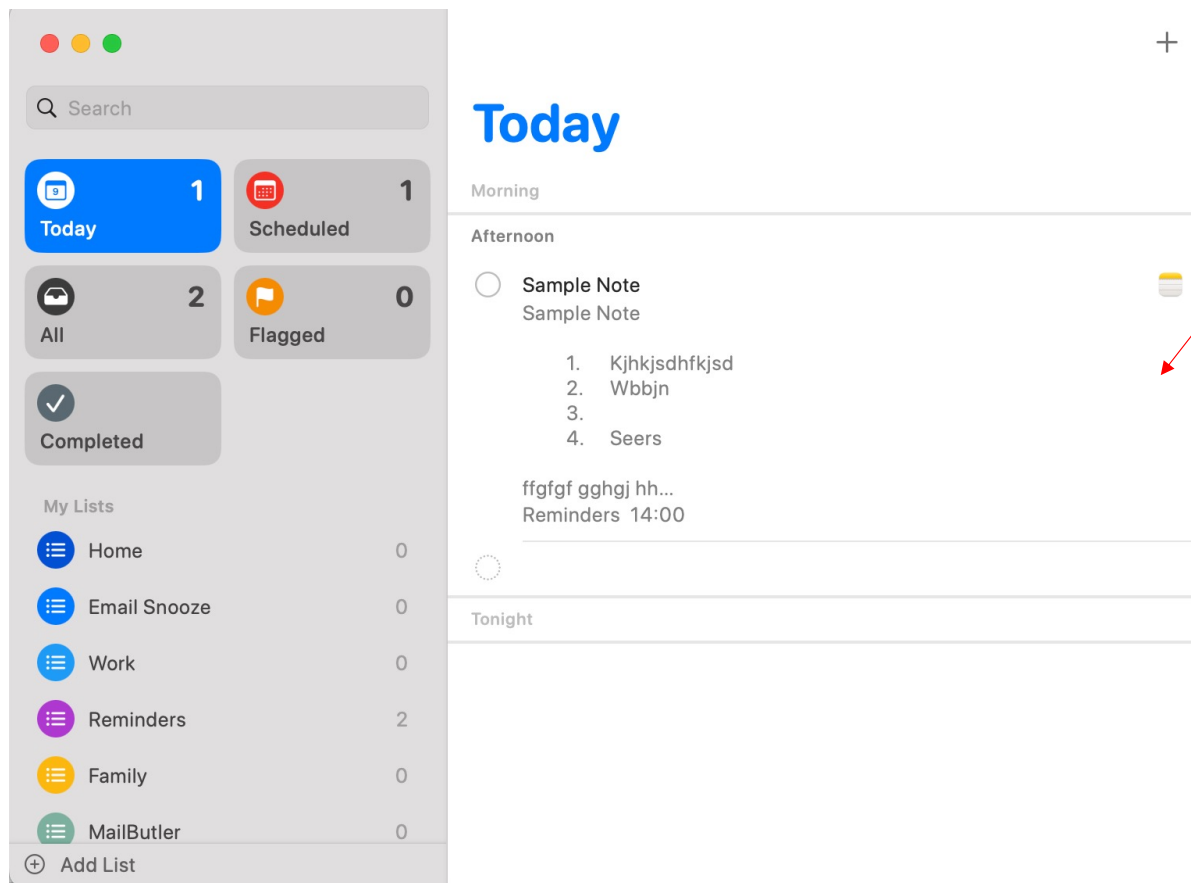 Search
9
1
Today
1
Scheduled
2
All
0
Flagged
Completed
My Lists
Home 0
Email Snooze 0
Work 0
Reminders 2
Family 0
MailButler 0
Add List
Today
Morning
Afternoon
Sample Note
Sample Note
1. Kjhkjsdhfkjsd
2. Wbbjn
3.
4. Seers
ffgfgf gghgj hh...
Reminders 14:00
Tonight